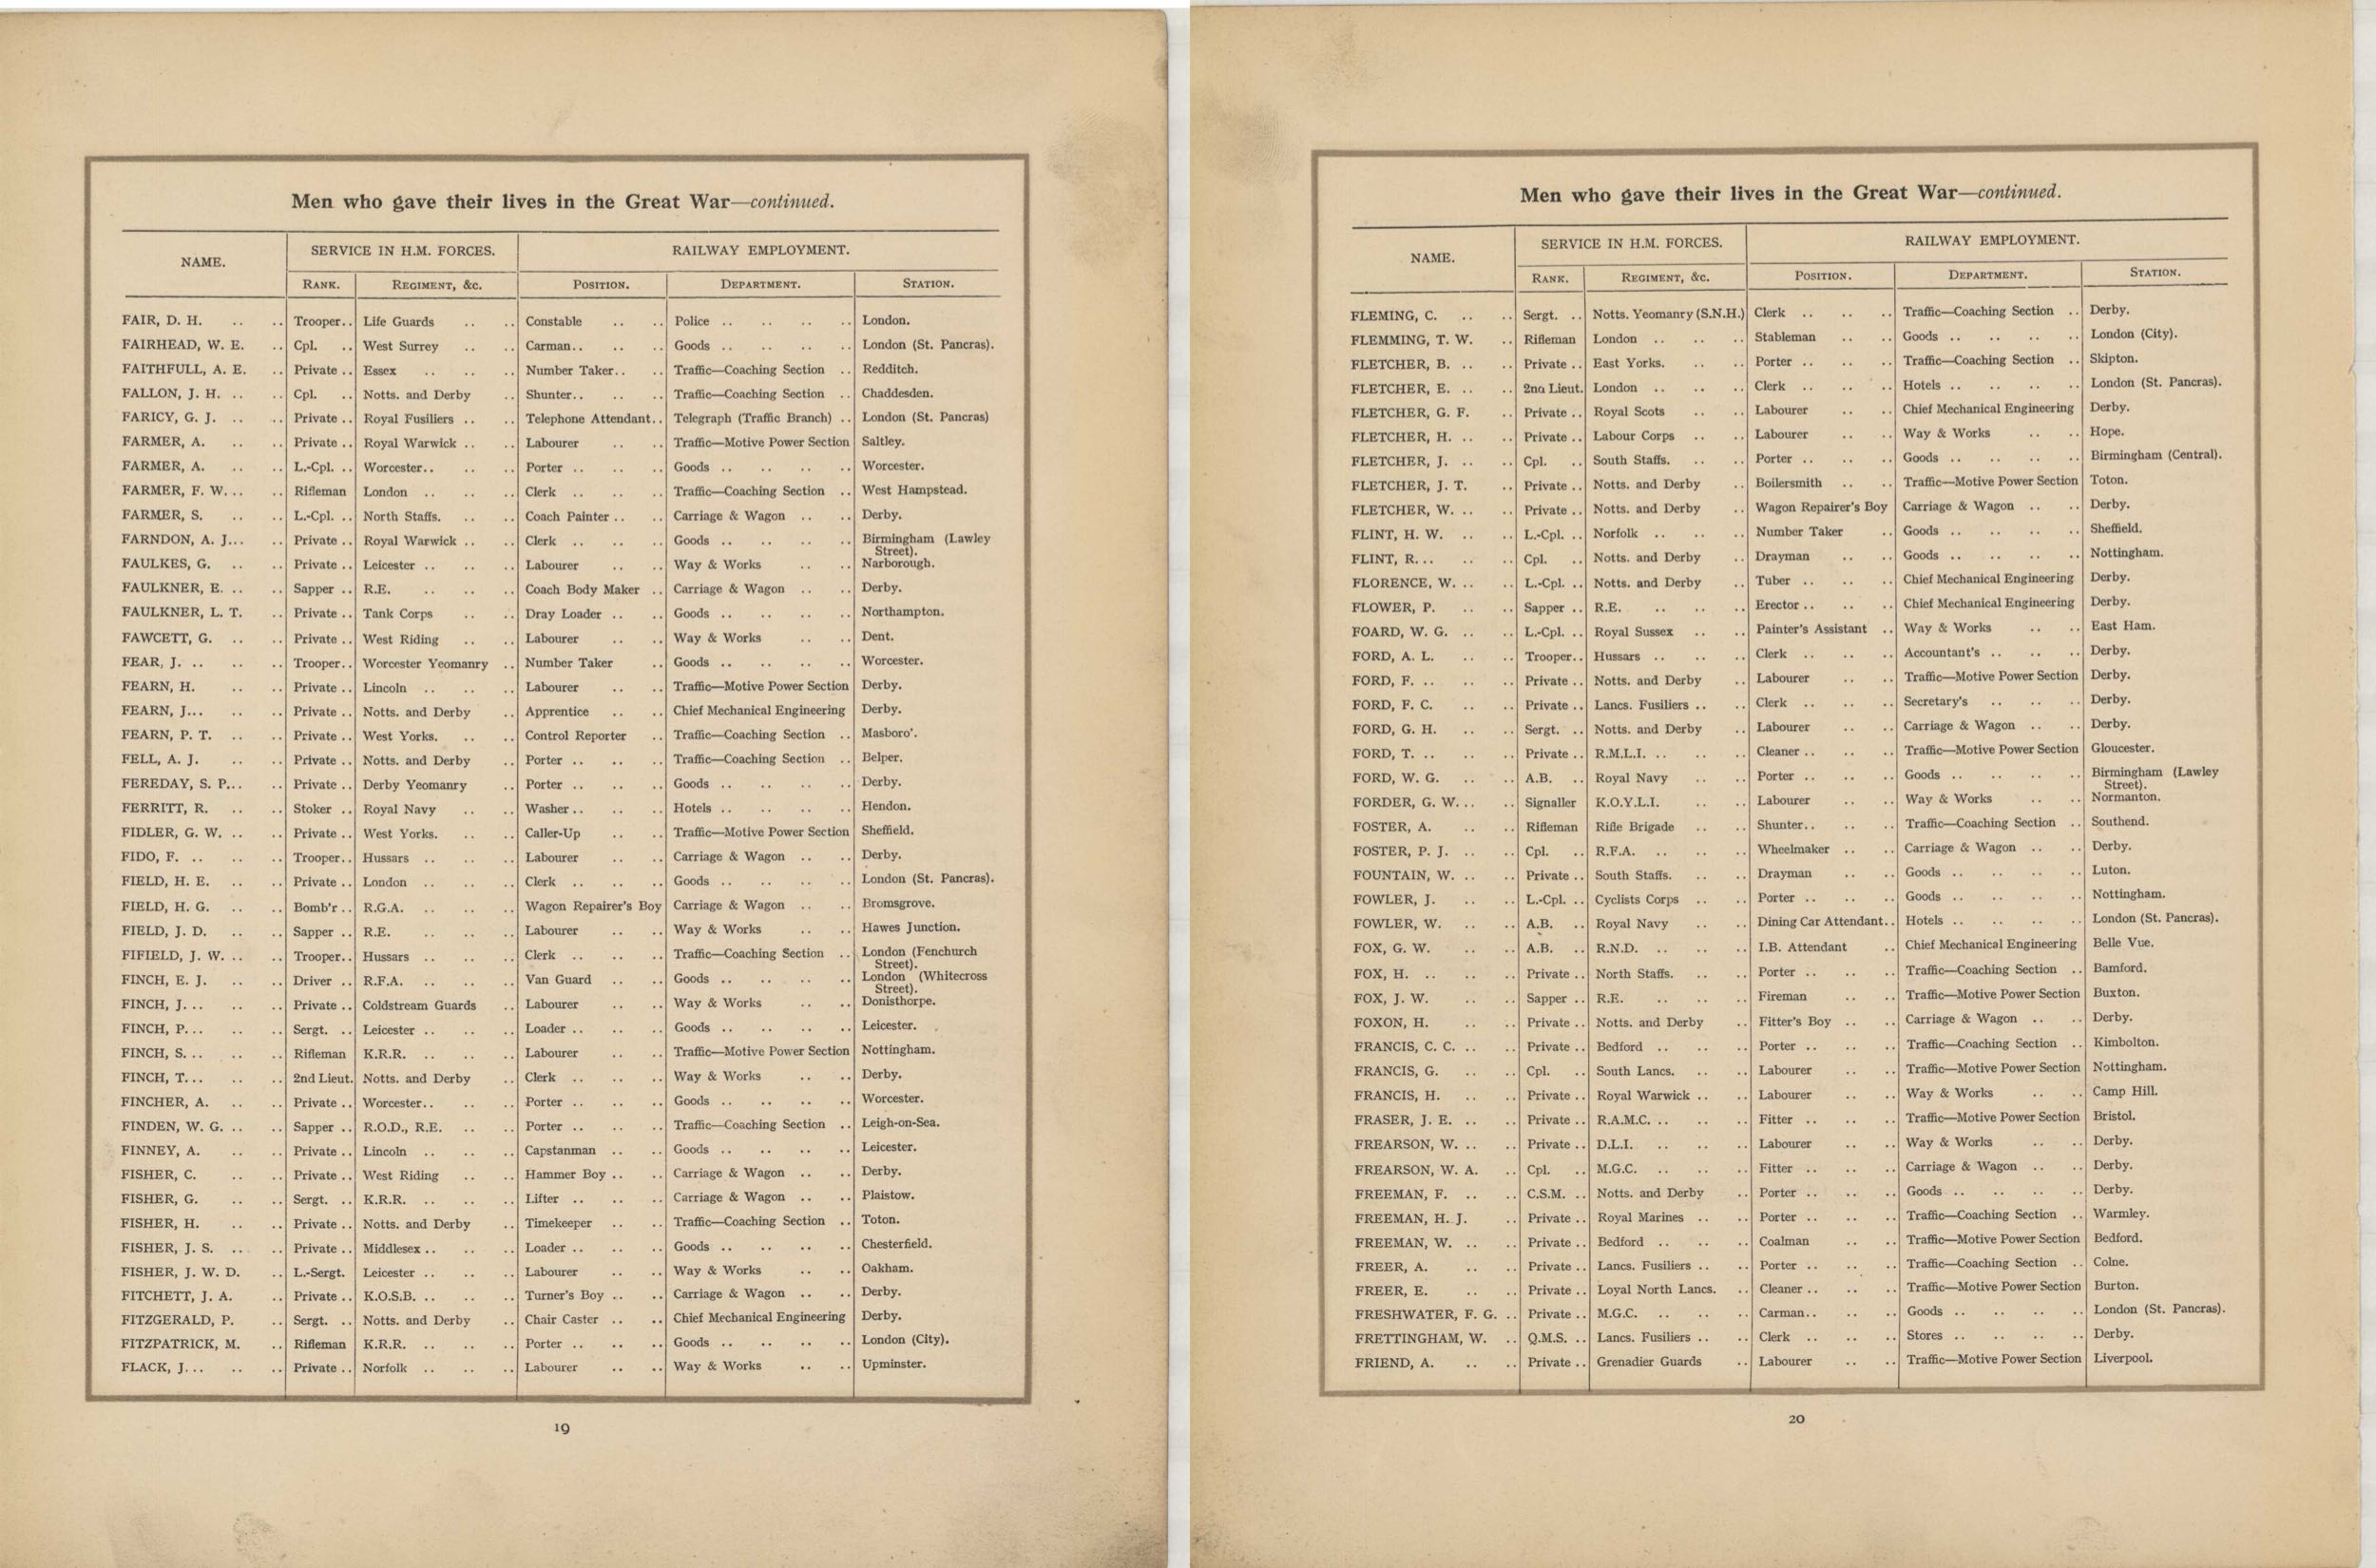 Men who gave their lives in the Great War—continued.
NAME. SERVICE IN H.M. FORCES. RAILWAY EMPLOYMENT.
RANK. REGIMENT, &c. POSITION. DEPARTMENT. STATION.
FAIR, D. H. .. .. Trooper.. Life Guards .. .. Constable .. .. Police .. .. .. .. London.
FAIRHEAD, W. E. .. Cpl. .. West Surrey .. .. Carman.. .. .. Goods .. .. .. .. London (St. Pancras).
FAITHFULL, A. E. .. Private .. Essex .. .. .. Number Taker.. .. Traffic—Coaching Section .. Redditch.
FALLON, J. H. .. .. Cpl. .. Notts. and Derby .. Shunter.. .. .. Traffic—Coaching Section .. Chaddesden.
FARICY, G. J. .. .. Private .. Royal Fusiliers .. .. Telephone Attendant.. Telegraph (Traffic Branch) .. London (St. Pancras)
FARMER, A. .. .. Private .. Royal Warwick .. .. Labourer .. .. Traffic—Motive Power Section Saltley.
FARMER, A. .. .. L.-Cpl. .. Worcester.. .. .. Porter .. .. .. Goods .. .. .. .. Worcester.
FARMER, F. W... .. Rifleman London .. .. .. Clerk .. .. .. Traffic—Coaching Section .. West Hampstead.
FARMER, S. .. .. L.-Cpl. .. North Staffs. .. .. Coach Painter .. .. Carriage & Wagon .. .. Derby.
FARNDON, A. J... .. Private .. Royal Warwick .. .. Clerk .. .. .. Goods .. .. .. .. Birmingham (Lawley
Street).
FAULKES, G. .. .. Private .. Leicester .. .. .. Labourer .. .. Way & Works .. .. Narborough.
FAULKNER, E. .. .. Sapper .. R.E. .. .. .. Coach Body Maker .. Carriage & Wagon .. .. Derby.
FAULKNER, L. T. .. Private .. Tank Corps .. .. Dray Loader .. .. Goods .. .. .. .. Northampton.
FAWCETT, G. .. .. Private .. West Riding .. .. Labourer .. .. Way & Works .. .. Dent.
FEAR, J. .. .. .. Trooper.. Worcester Yeomanry .. Number Taker .. Goods .. .. .. .. Worcester.
FEARN, H. .. .. Private .. Lincoln .. .. .. Labourer .. .. Traffic—Motive Power Section Derby.
FEARN, J... .. .. Private .. Notts. and Derby .. Apprentice .. .. Chief Mechanical Engineering Derby.
FEARN, P. T. .. .. Private .. West Yorks. .. .. Control Reporter .. Traffic—Coaching Section .. Masboro'.
FELL, A. J. .. .. Private .. Notts. and Derby .. Porter .. .. .. Traffic—Coaching Section .. Belper.
FEREDAY, S. P... .. Private .. Derby Yeomanry .. Porter .. .. .. Goods .. .. .. .. Derby.
FERRITT, R. .. .. Stoker .. Royal Navy .. .. Washer .. .. .. Hotels .. .. .. .. Hendon.
FIDLER, G. W. .. .. Private .. West Yorks. .. .. Caller-Up .. .. Traffic—Motive Power Section Sheffield.
FIDO, F. .. .. .. Trooper.. Hussars .. .. .. Labourer .. .. Carriage & Wagon .. .. Derby.
FIELD, H. E. .. .. Private .. London .. .. .. Clerk .. .. .. Goods .. .. .. .. London (St. Pancras).
FIELD, H. G. .. .. Bomb'r .. R.G.A. .. .. .. Wagon Repairer's Boy Carriage & Wagon .. .. Bromsgrove.
FIELD, J. D. .. .. Sapper .. R.E. .. .. .. Labourer .. .. Way & Works .. .. Hawes Junction.
FIFIELD, J. W. .. .. Trooper.. Hussars .. .. .. Clerk .. .. .. Traffic—Coaching Section .. London (Fenchurch
Street).
FINCH, E. J. .. .. Driver .. R.F.A. .. .. .. Van Guard .. .. Goods .. .. .. .. London (Whitecross
Street).
FINCH, J... .. .. Private .. Coldstream Guards .. Labourer .. .. Way & Works .. .. Donisthorpe.
FINCH, P... .. .. Sergt. .. Leicester .. .. .. Loader .. .. .. Goods .. .. .. .. Leicester.
FINCH, S... .. .. Rifleman K.R.R. .. .. .. Labourer .. .. Traffic—Motive Power Section Nottingham.
FINCH, T... .. .. 2nd Lieut. Notts. and Derby .. Clerk .. .. .. Way & Works .. .. Derby.
FINCHER, A. .. .. Private .. Worcester.. .. .. Porter .. .. .. Goods .. .. .. .. Worcester.
FINDEN, W. G. .. .. Sapper .. R.O.D., R.E. .. .. Porter .. .. .. Traffic—Coaching Section .. Leigh-on-Sea.
FINNEY, A. .. .. Private .. Lincoln .. .. .. Capstanman .. .. Goods .. .. .. .. Leicester.
FISHER, C. .. .. Private .. West Riding .. .. Hammer Boy .. .. Carriage & Wagon .. .. Derby.
FISHER, G. .. .. Sergt. .. K.R.R. .. .. .. Lifter .. .. .. Carriage & Wagon .. .. Plaistow.
FISHER, H. .. .. Private .. Notts. and Derby .. Timekeeper .. .. Traffic—Coaching Section .. Toton.
FISHER, J. S. .. .. Private .. Middlesex .. .. .. Loader .. .. .. Goods .. .. .. .. Chesterfield.
FISHER, J. W. D. .. L.-Sergt. Leicester .. .. .. Labourer .. .. Way & Works .. .. Oakham.
FITCHETT, J. A. .. Private .. K.O.S.B. .. .. .. Turner's Boy .. .. Carriage & Wagon .. .. Derby.
FITZGERALD, P. .. Sergt. .. Notts. and Derby .. Chair Caster .. .. Chief Mechanical Engineering Derby.
FITZPATRICK, M. .. Rifleman K.R.R. .. .. .. Porter .. .. .. Goods .. .. .. .. London (City).
FLACK, J... .. .. Private .. Norfolk .. .. .. Labourer .. .. Way & Works .. .. Upminster.
19
Men who gave their lives in the Great War—continued.
NAME. SERVICE IN H.M. FORCES. RAILWAY EMPLOYMENT.
RANK. REGIMENT, &c. POSITION. DEPARTMENT. STATION.
FLEMING, C. .. .. Sergt. .. Notts. Yeomanry (S.N.H.) Clerk .. .. .. Traffic—Coaching Section .. Derby.
FLEMMING, T. W. .. Rifleman London .. .. .. Stableman .. .. Goods .. .. .. .. London (City).
FLETCHER, B. .. .. Private .. East Yorks. .. .. Porter .. .. .. Traffic—Coaching Section .. Skipton.
FLETCHER, E. .. .. 2nd Lieut. London .. .. .. Clerk .. .. .. Hotels .. .. .. .. London (St. Pancras).
FLETCHER, G. F. .. Private .. Royal Scots .. .. Labourer .. .. Chief Mechanical Engineering Derby.
FLETCHER, H. .. .. Private .. Labour Corps .. .. Labourer .. .. Way & Works .. .. Hope.
FLETCHER, J. .. .. Cpl. .. South Staffs. .. .. Porter .. .. .. Goods .. .. .. .. Birmingham (Central).
FLETCHER, J. T. .. Private .. Notts. and Derby .. Boilersmith .. .. Traffic—Motive Power Section Toton.
FLETCHER, W. .. .. Private .. Notts. and Derby .. Wagon Repairer's Boy Carriage & Wagon .. .. Derby.
FLINT, H. W. .. .. L.-Cpl. .. Norfolk .. .. .. Number Taker .. Goods .. .. .. .. Sheffield.
FLINT, R... .. .. Cpl. .. Notts. and Derby .. Drayman .. .. Goods .. .. .. .. Nottingham.
FLORENCE, W. .. .. L.-Cpl. .. Notts. and Derby .. Tuber .. .. .. Chief Mechanical Engineering Derby.
FLOWER, P. .. .. Sapper .. R.E. .. .. .. Erector .. .. .. Chief Mechanical Engineering Derby.
FOARD, W. G. .. .. L.-Cpl. .. Royal Sussex .. .. Painter's Assistant .. Way & Works .. .. East Ham.
FORD, A. L. .. .. Trooper.. Hussars .. .. .. Clerk .. .. .. Accountant's .. .. .. Derby.
FORD, F. .. .. .. Private .. Notts. and Derby .. Labourer .. .. Traffic—Motive Power Section Derby.
FORD, F. C. .. .. Private .. Lancs. Fusiliers .. .. Clerk .. .. .. Secretary's .. .. .. Derby.
FORD, G. H. .. .. Sergt. .. Notts. and Derby .. Labourer .. .. Carriage & Wagon .. .. Derby.
FORD, T. .. .. .. Private .. R.M.L.I. .. .. .. Cleaner .. .. .. Traffic—Motive Power Section Gloucester.
FORD, W. G. .. .. A.B. .. Royal Navy .. .. Porter .. .. .. Goods .. .. .. .. Birmingham (Lawley
Street).
FORDER, G. W... .. Signaller K.O.Y.L.I. .. .. Labourer .. .. Way & Works .. .. Normanton.
FOSTER, A. .. .. Rifleman Rifle Brigade .. .. Shunter.. .. .. Traffic—Coaching Section .. Southend.
FOSTER, P. J. .. .. Cpl. .. R.F.A. .. .. .. Wheelmaker .. .. Carriage & Wagon .. .. Derby.
FOUNTAIN, W. .. .. Private .. South Staffs. .. .. Drayman .. .. Goods .. .. .. .. Luton.
FOWLER, J. .. .. L.-Cpl. .. Cyclists Corps .. .. Porter .. .. .. Goods .. .. .. .. Nottingham.
FOWLER, W. .. .. A.B. .. Royal Navy .. .. Dining Car Attendant.. Hotels .. .. .. .. London (St. Pancras).
FOX, G. W. .. .. A.B. .. R.N.D. .. .. .. I.B. Attendant .. Chief Mechanical Engineering Belle Vue.
FOX, H. .. .. .. Private .. North Staffs. .. .. Porter .. .. .. Traffic—Coaching Section .. Bamford.
FOX, J. W. .. .. Sapper .. R.E. .. .. .. Fireman .. .. Traffic—Motive Power Section Buxton.
FOXON, H. .. .. Private .. Notts. and Derby .. Fitter's Boy .. .. Carriage & Wagon .. .. Derby.
FRANCIS, C. C. .. .. Private .. Bedford .. .. .. Porter .. .. .. Traffic—Coaching Section .. Kimbolton.
FRANCIS, G. .. .. Cpl. .. South Lancs. .. .. Labourer .. .. Traffic—Motive Power Section Nottingham.
FRANCIS, H. .. .. Private .. Royal Warwick .. .. Labourer .. .. Way & Works .. .. Camp Hill.
FRASER, J. E. .. .. Private .. R.A.M.C. .. .. .. Fitter .. .. .. Traffic—Motive Power Section Bristol.
FREARSON, W. .. .. Private .. D.L.I. .. .. .. Labourer .. .. Way & Works .. .. Derby.
FREARSON, W. A. .. Cpl. .. M.G.C. .. .. .. Fitter .. .. .. Carriage & Wagon .. .. Derby.
FREEMAN, F. .. .. C.S.M. .. Notts. and Derby .. Porter .. .. .. Goods .. .. .. .. Derby.
FREEMAN, H. J. .. Private .. Royal Marines .. .. Porter .. .. .. Traffic—Coaching Section .. Warmley.
FREEMAN, W. .. .. Private .. Bedford .. .. .. Coalman .. .. Traffic—Motive Power Section Bedford.
FREER, A. .. .. Private .. Lancs. Fusiliers .. .. Porter .. .. .. Traffic—Coaching Section .. Colne.
FREER, E. .. .. Private .. Loyal North Lancs. .. Cleaner .. .. .. Traffic—Motive Power Section Burton.
FRESHWATER, F. G. .. Private .. M.G.C. .. .. .. Carman.. .. .. Goods .. .. .. .. London (St. Pancras).
FRETTINGHAM, W. .. Q.M.S. .. Lancs. Fusiliers .. .. Clerk .. .. .. Stores .. .. .. .. Derby.
FRIEND, A. .. .. Private .. Grenadier Guards .. Labourer .. .. Traffic—Motive Power Section Liverpool.
20